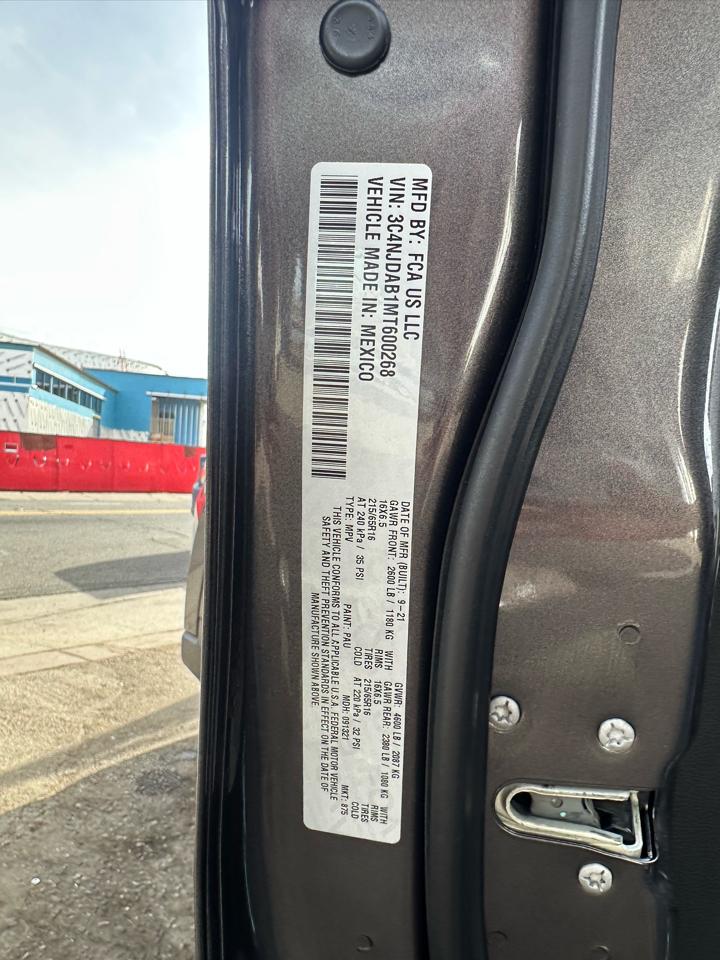 MFD BY: FCA US LLC
VIN: 3C4NJDAB1MT600268
VEHICLE MADE IN: MEXICO
DATE OF MFR (BUILT): 9-21 GVWR: 4600 LB / 2087 KG
GAWR FRONT: 2600 LB / 1180 KG WITH GAWR REAR: 2380 LB / 1080 KG WITH
16X6.5 RIMS 16X6.5 RIMS
215/65R16 TIRES 215/65R16 TIRES
AT 240 kPa / 35 PSI COLD AT 220 kPa / 32 PSI COLD
TYPE: MPV PAINT: PAU MDH: 091321 MKT: 875
THIS VEHICLE CONFORMS TO ALL APPLICABLE U.S.A. FEDERAL MOTOR VEHICLE
SAFETY AND THEFT PREVENTION STANDARDS IN EFFECT ON THE DATE OF
MANUFACTURE SHOWN ABOVE.